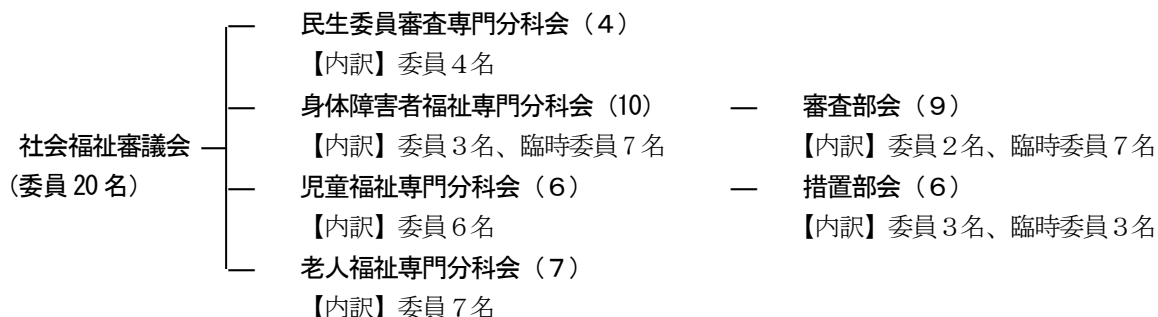 民生委員審査専門分科会（４）
【内訳】委員４名
身体障害者福祉専門分科会（10） 審査部会（９）
社会福祉審議会 【内訳】委員３名、臨時委員７名 【内訳】委員２名、臨時委員７名
（委員 20 名） 児童福祉専門分科会（６） 措置部会（６）
【内訳】委員６名 【内訳】委員３名、臨時委員３名
老人福祉専門分科会（７）
【内訳】委員７名